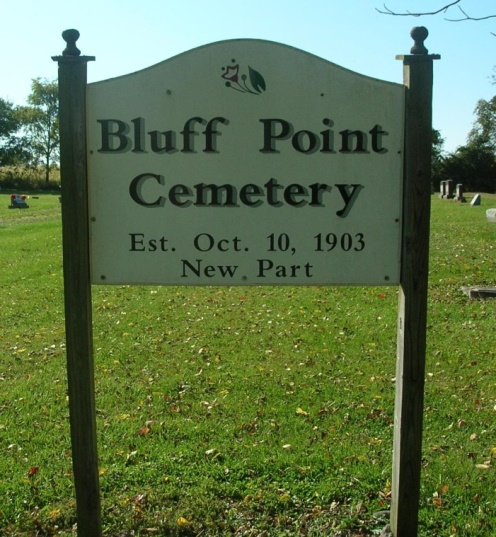 Bluff Point
Cemetery
Est. Oct. 10, 1903
New Part